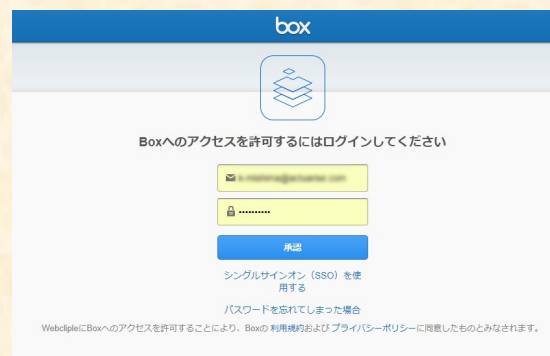 box
Boxへのアクセスを許可するにはログインしてください
••••••••••
承認
シングルサインオン（SSO）を使
用する
パスワードを忘れてしまった場合
WebclipleにBoxへのアクセスを許可することにより、Boxの 利用規約および プライバシーポリシーに同意したものとみなされます。